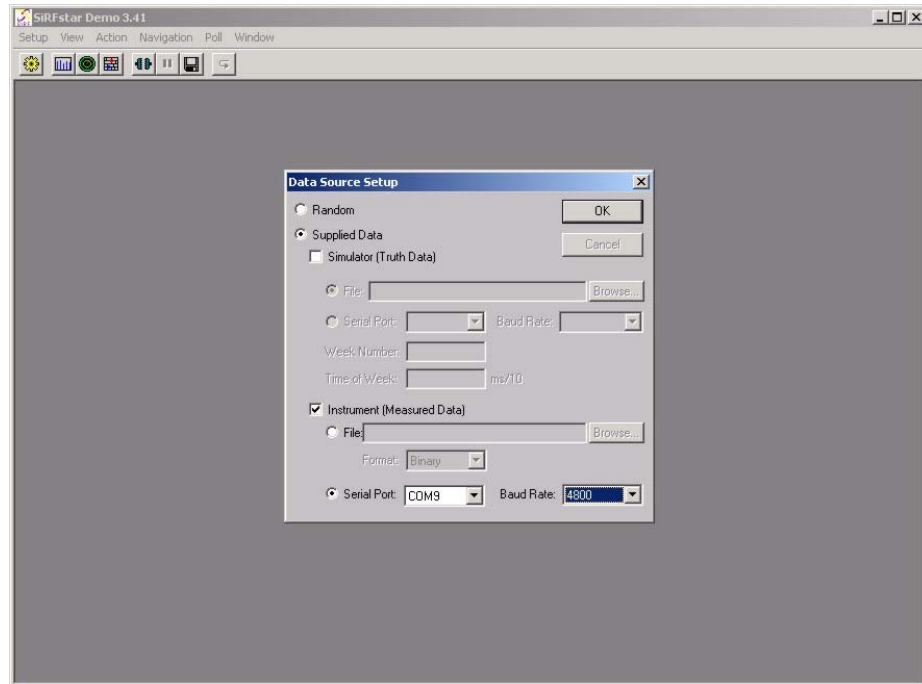 SiRFstar Demo 3.41
Setup View Action Navigation Poll Window
Data Source Setup
Random
OK
Supplied Data
Cancel
Simulator (Truth Data)
File:
Browse...
Serial Port:
Baud Rate:
Week Number:
Time of Week:
ms/10
Instrument (Measured Data)
File:
Browse...
Format:
Binary
Serial Port:
COM9
Baud Rate:
4800